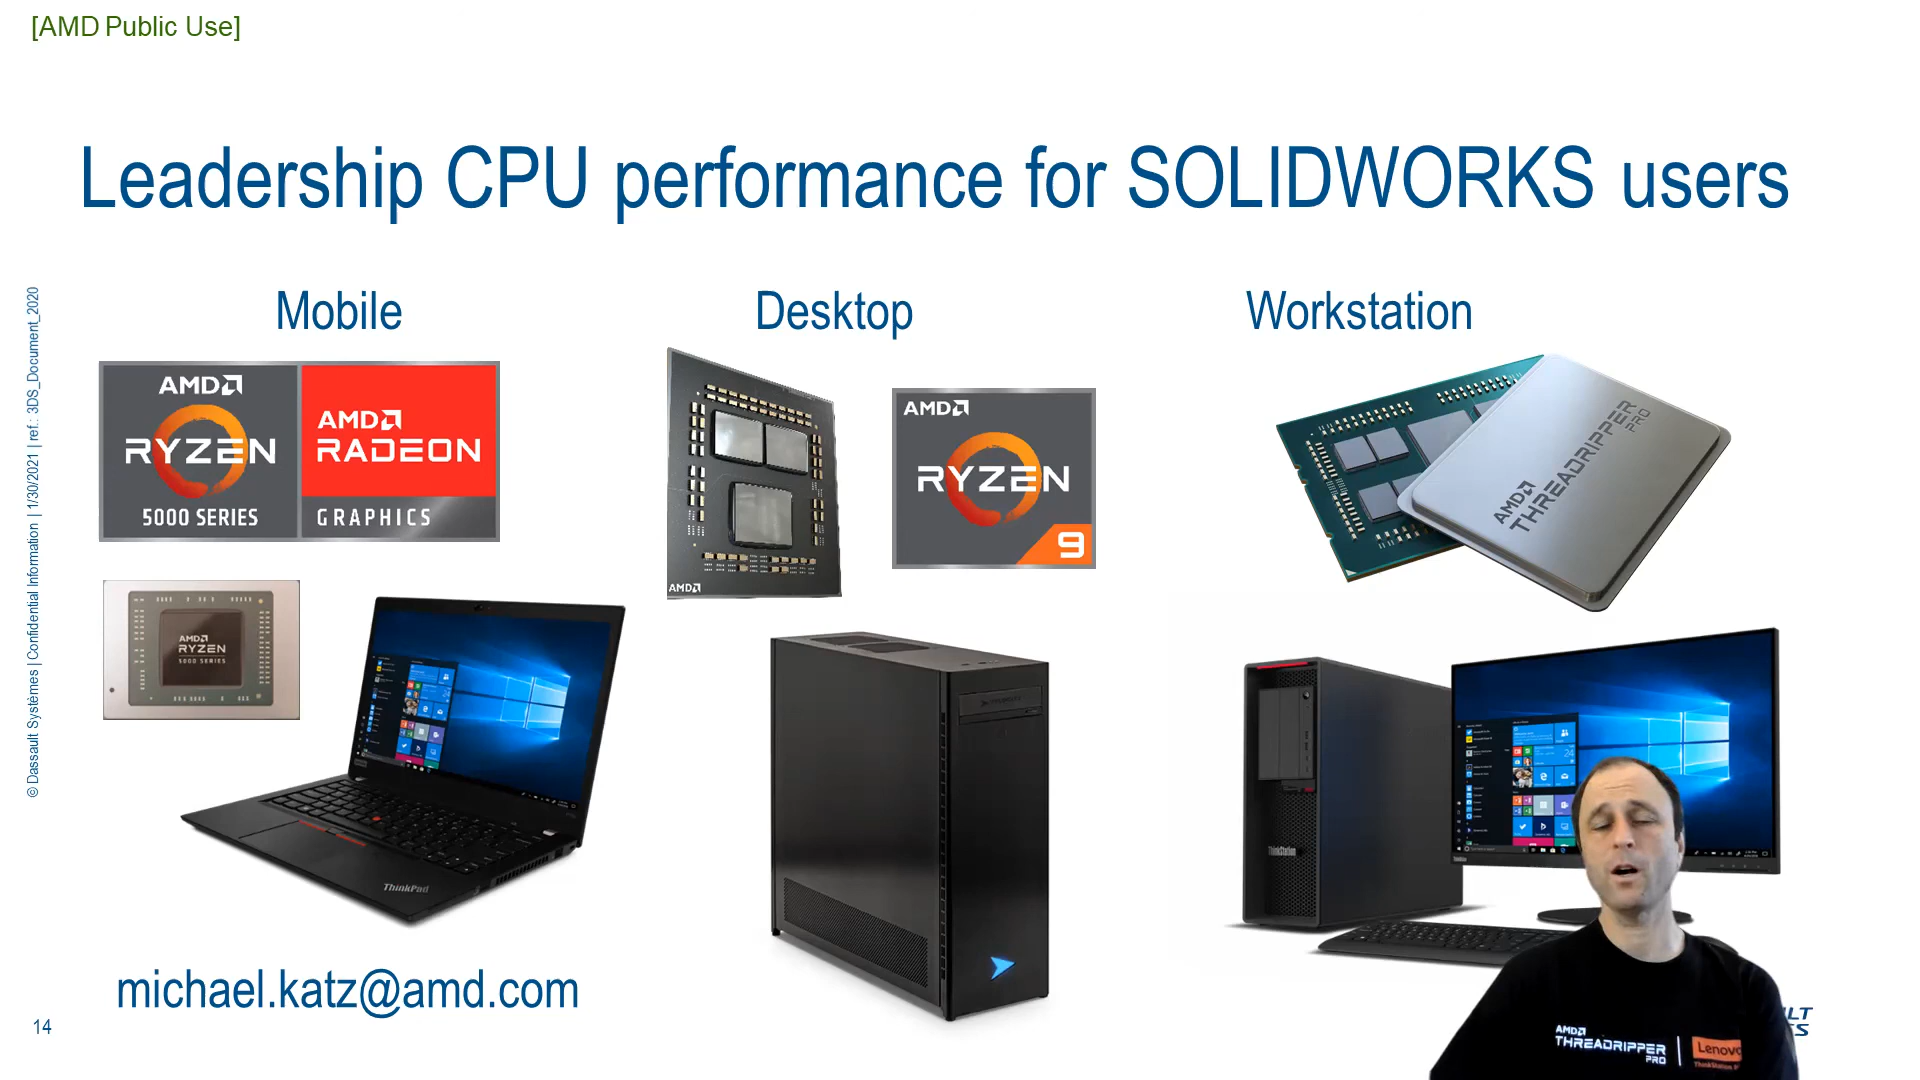 [AMD Public Use]
Leadership CPU performance for SOLIDWORKS users
Mobile
Desktop
Workstation
AMD
RYZEN
5000 SERIES
AMD
RADEON
GRAPHICS
AMD
AMD
RYZEN
9
AMD
THREADRIPPER
PRO
AMD
RYZEN
5000 SERIES
ThinkPad
ThinkStation
michael.katz@amd.com
© Dassault Systèmes | Confidential Information | 1/30/2021 | ref.: 3DS_Document_2020
14
AMD
THREADRIPPER
PRO
Lenovo